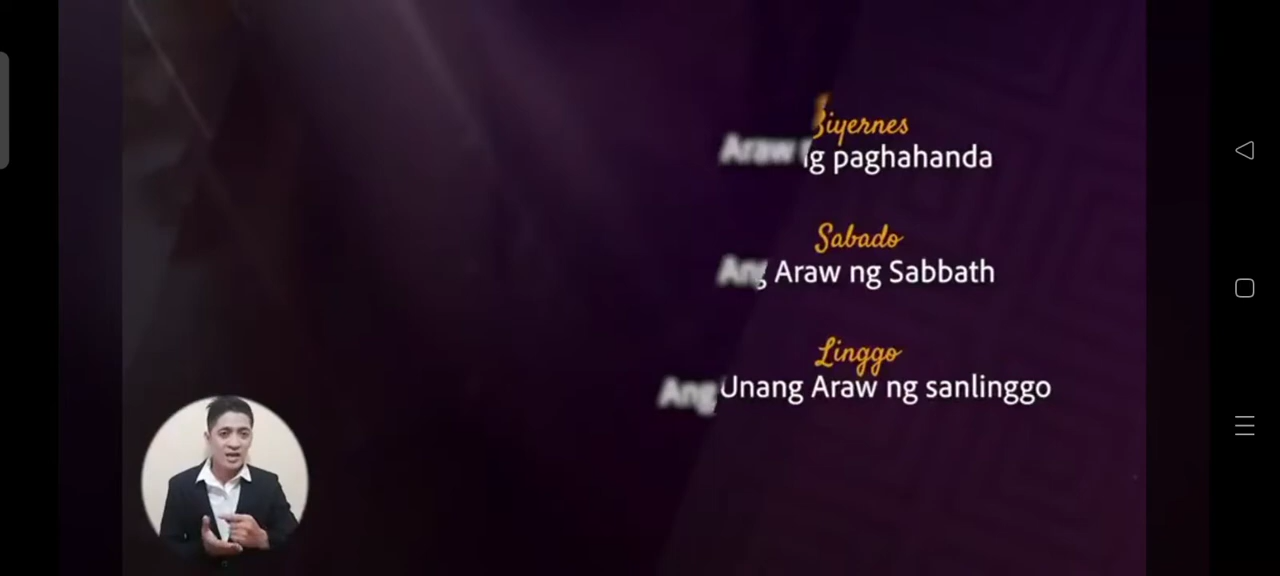 Biyernes
Araw ng paghahanda
Sabado
Ang Araw ng Sabbath
Linggo
Ang Unang Araw ng sanlinggo